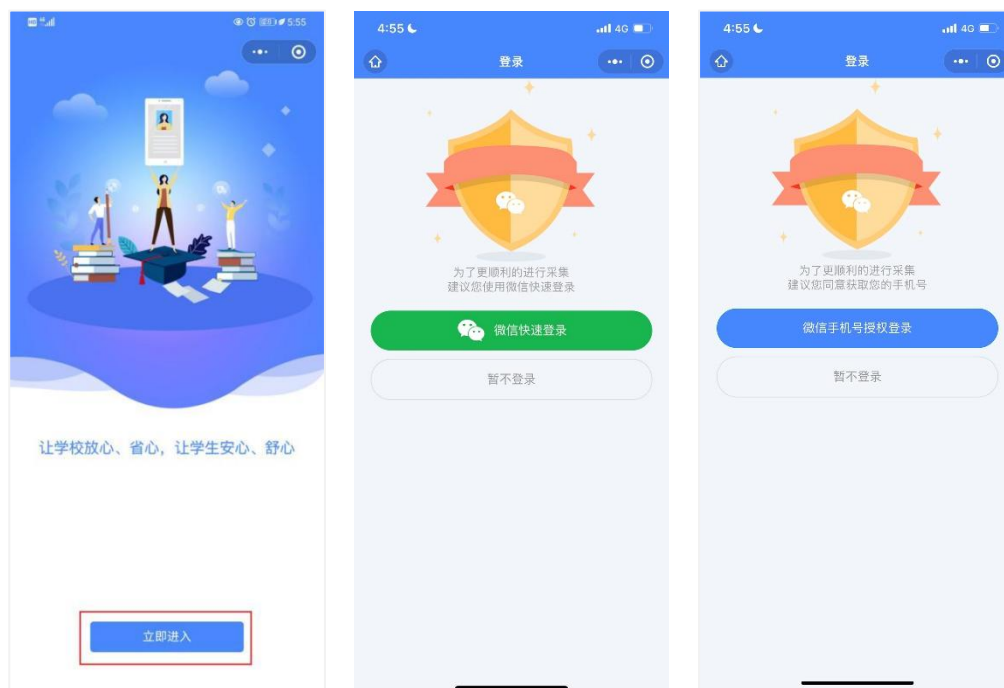 5:55
让学校放心、省心，让学生安心、舒心
立即进入
4:55
4G
登录
为了更顺利的进行采集
建议您使用微信快速登录
微信快速登录
暂不登录
4:55
4G
登录
为了更顺利的进行采集
建议您同意获取您的手机号
微信手机号授权登录
暂不登录